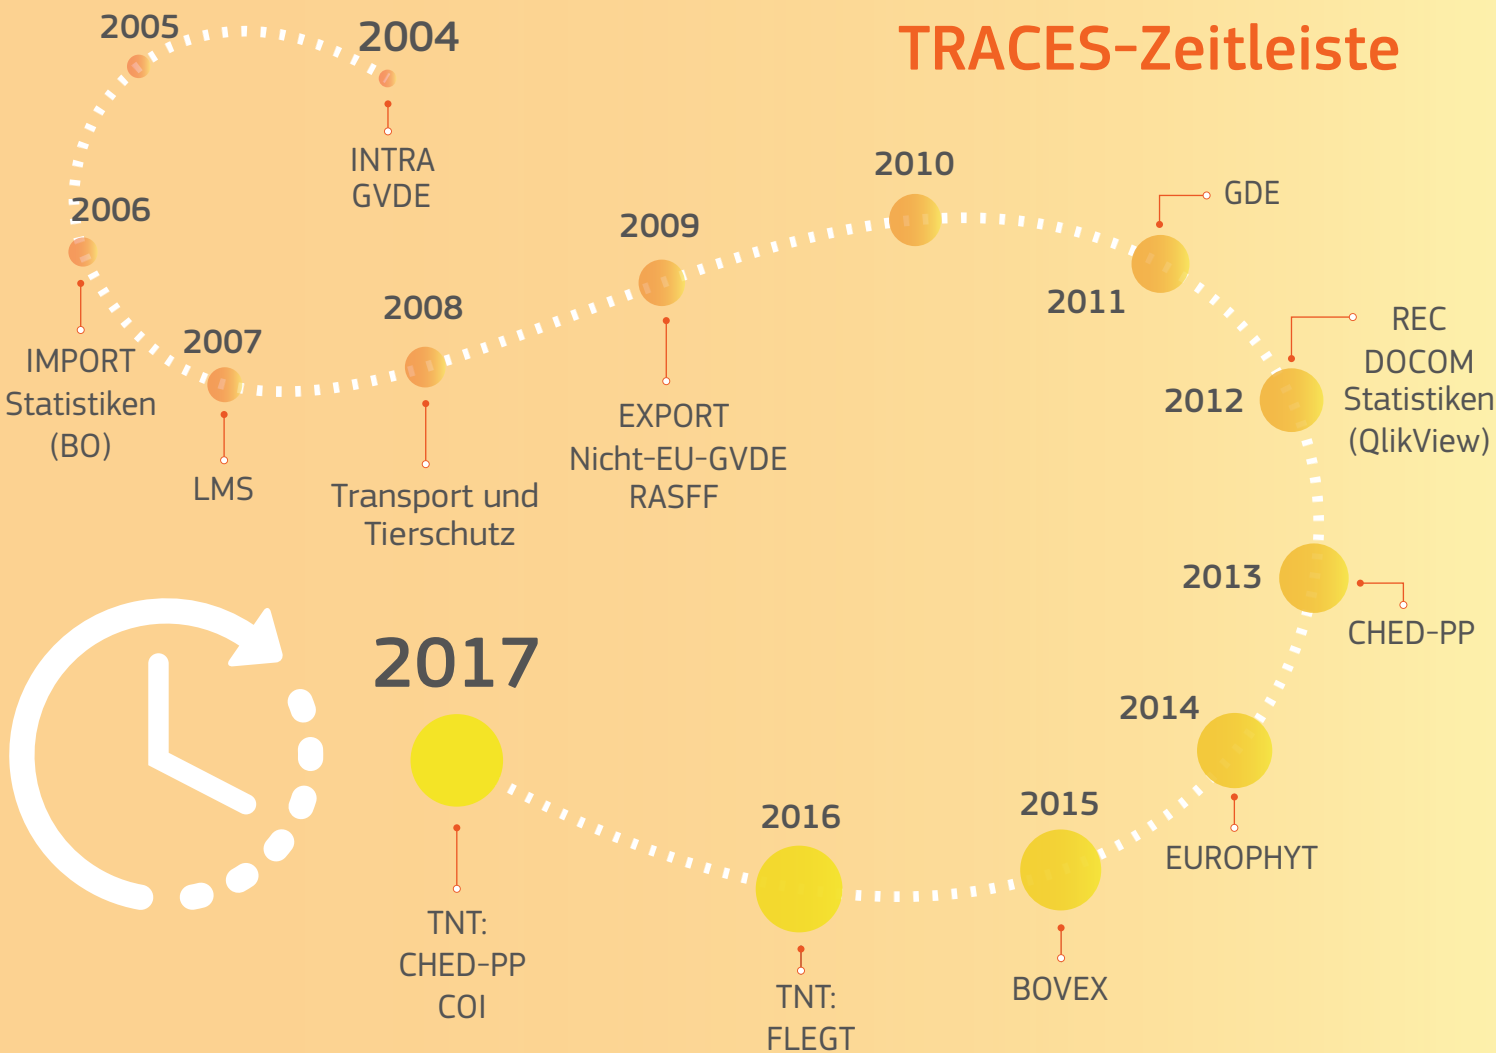 TRACES-Zeitleiste
2004
INTRA
GVDE
2005
2006
IMPORT
Statistiken
(BO)
2007
LMS
2008
Transport und
Tierschutz
2009
EXPORT
Nicht-EU-GVDE
RASFF
2010
2011
GDE
2012
REC
DOCOM
Statistiken
(QlikView)
2013
CHED-PP
2014
EUROPHYT
2015
BOVEX
2016
TNT:
FLEGT
2017
TNT:
CHED-PP
COI